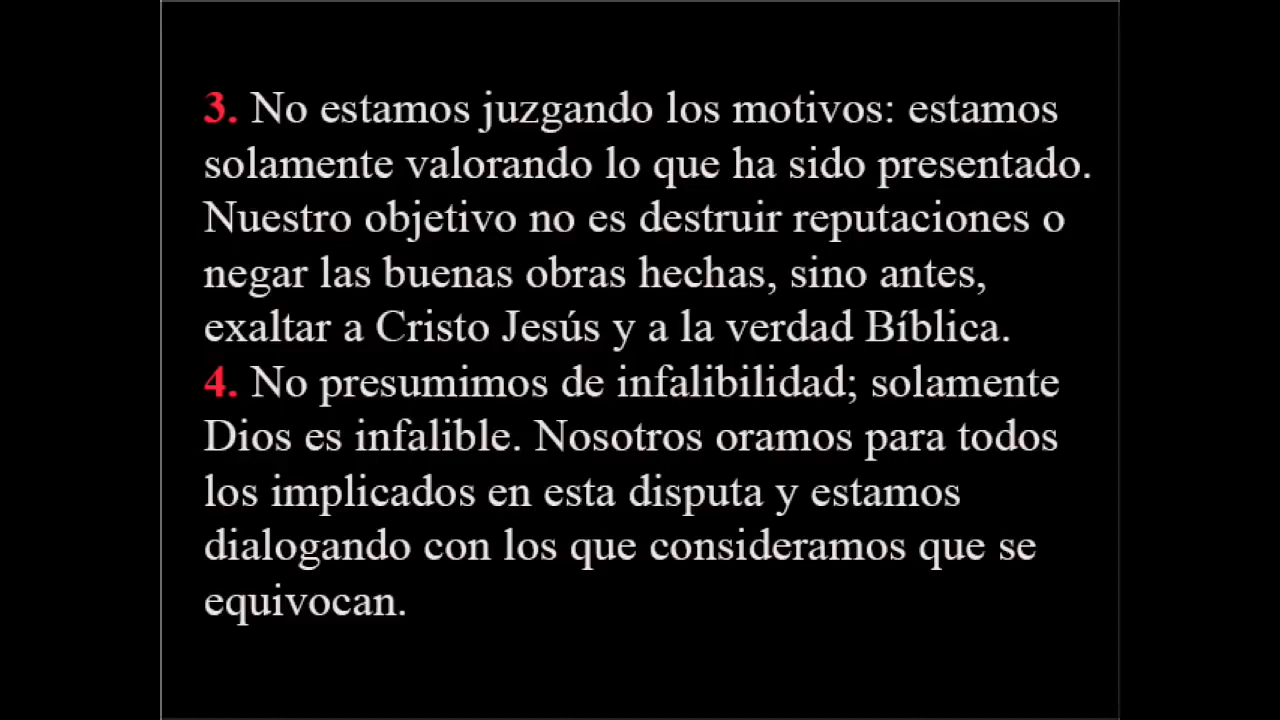 3. No estamos juzgando los motivos: estamos
solamente valorando lo que ha sido presentado.
Nuestro objetivo no es destruir reputaciones o
negar las buenas obras hechas, sino antes,
exaltar a Cristo Jesús y a la verdad Bíblica.
4. No presumimos de infalibilidad; solamente
Dios es infalible. Nosotros oramos para todos
los implicados en esta disputa y estamos
dialogando con los que consideramos que se
equivocan.